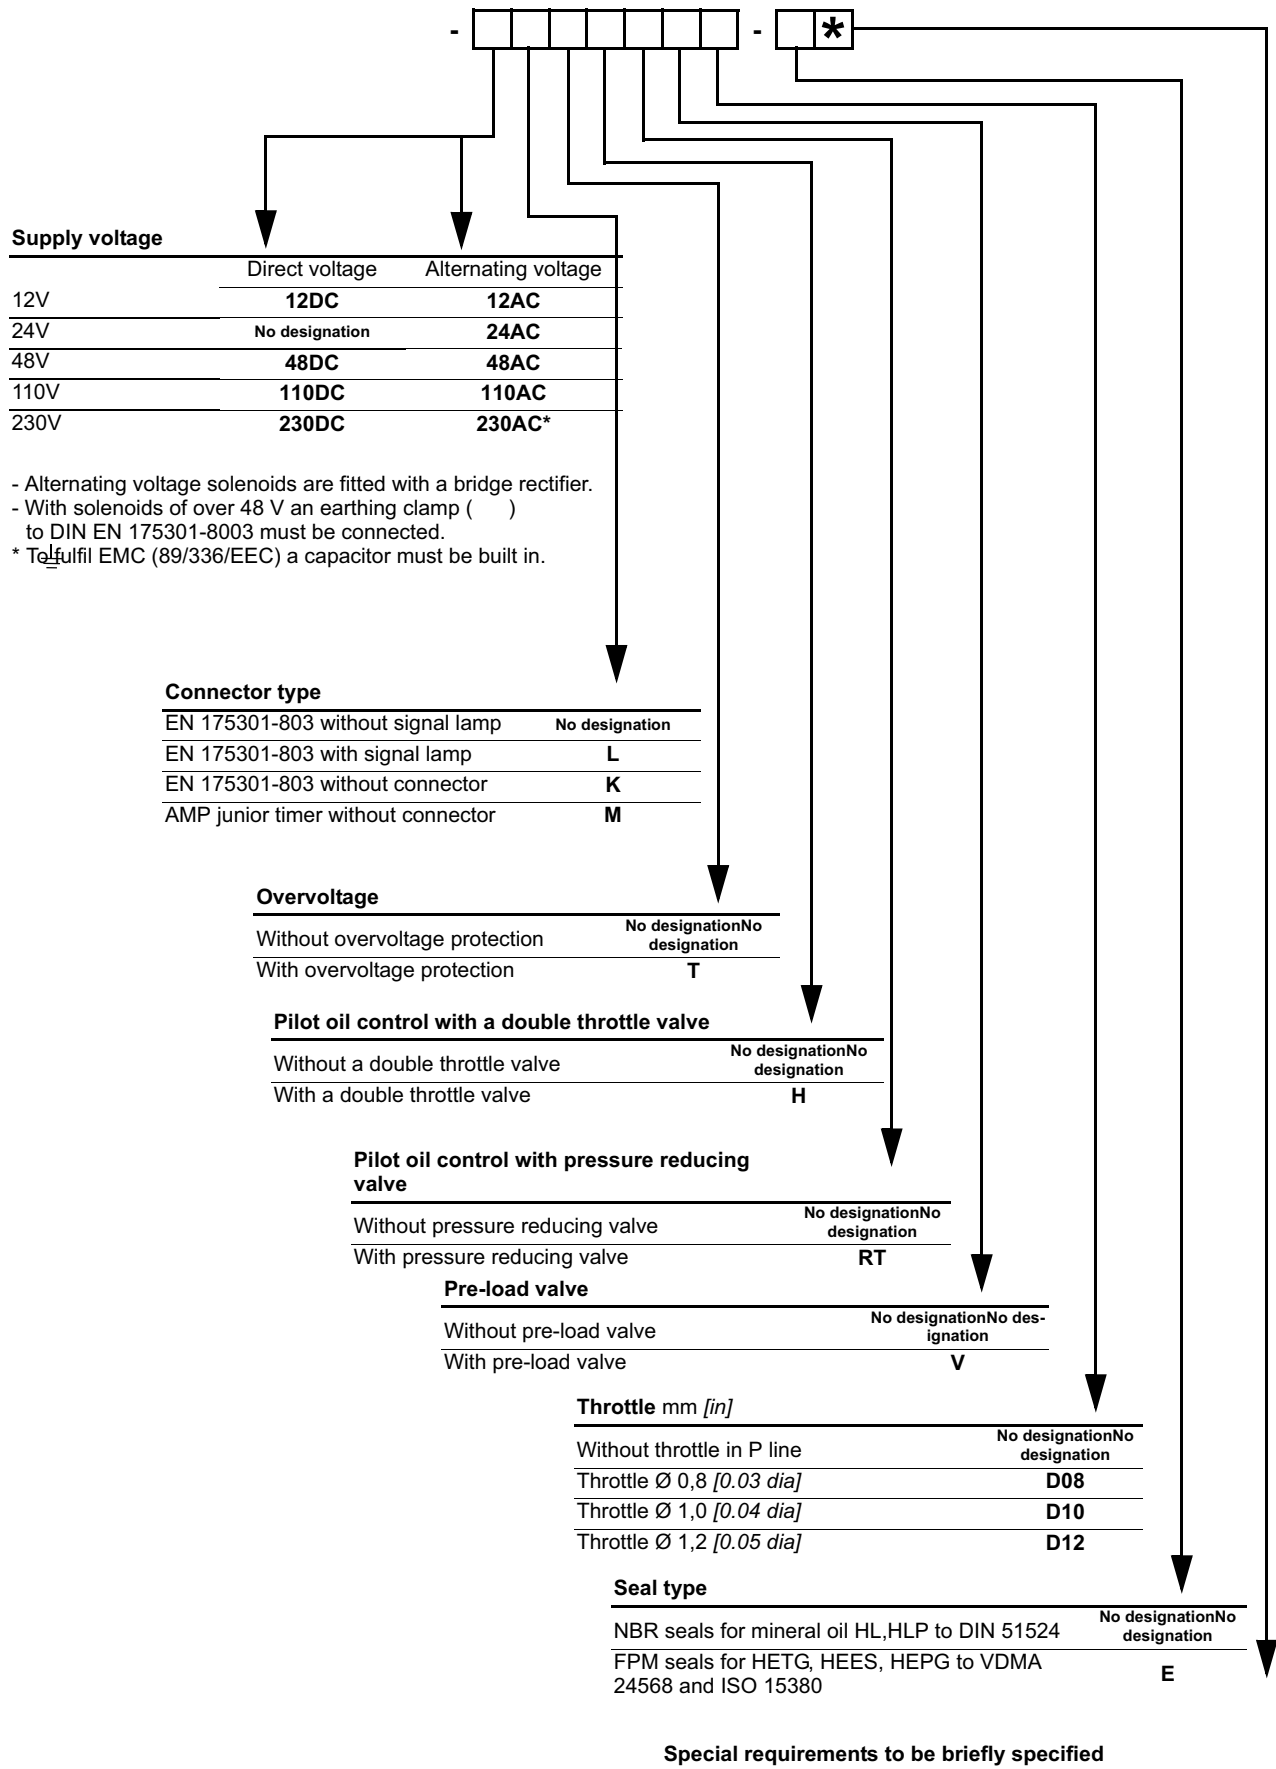 - - *
Supply voltage
Direct voltage Alternating voltage
12V 12DC 12AC
24V No designation 24AC
48V 48DC 48AC
110V 110DC 110AC
230V 230DC 230AC*
- Alternating voltage solenoids are fitted with a bridge rectifier.
- With solenoids of over 48 V an earthing clamp ( )
to DIN EN 175301-8003 must be connected.
* To fulfil EMC (89/336/EEC) a capacitor must be built in.
Connector type
EN 175301-803 without signal lamp No designation
EN 175301-803 with signal lamp L
EN 175301-803 without connector K
AMP junior timer without connector M
Overvoltage
Without overvoltage protection No designationNo
designation
With overvoltage protection T
Pilot oil control with a double throttle valve
Without a double throttle valve No designationNo
designation
With a double throttle valve H
Pilot oil control with pressure reducing
valve
Without pressure reducing valve No designationNo
designation
With pressure reducing valve RT
Pre-load valve
Without pre-load valve No designationNo des-
ignation
With pre-load valve V
Throttle mm [in]
Without throttle in P line No designationNo
designation
Throttle Ø 0,8 [0.03 dia] D08
Throttle Ø 1,0 [0.04 dia] D10
Throttle Ø 1,2 [0.05 dia] D12
Seal type
NBR seals for mineral oil HL,HLP to DIN 51524 No designationNo
designation
FPM seals for HETG, HEES, HEPG to VDMA
24568 and ISO 15380 E
Special requirements to be briefly specified